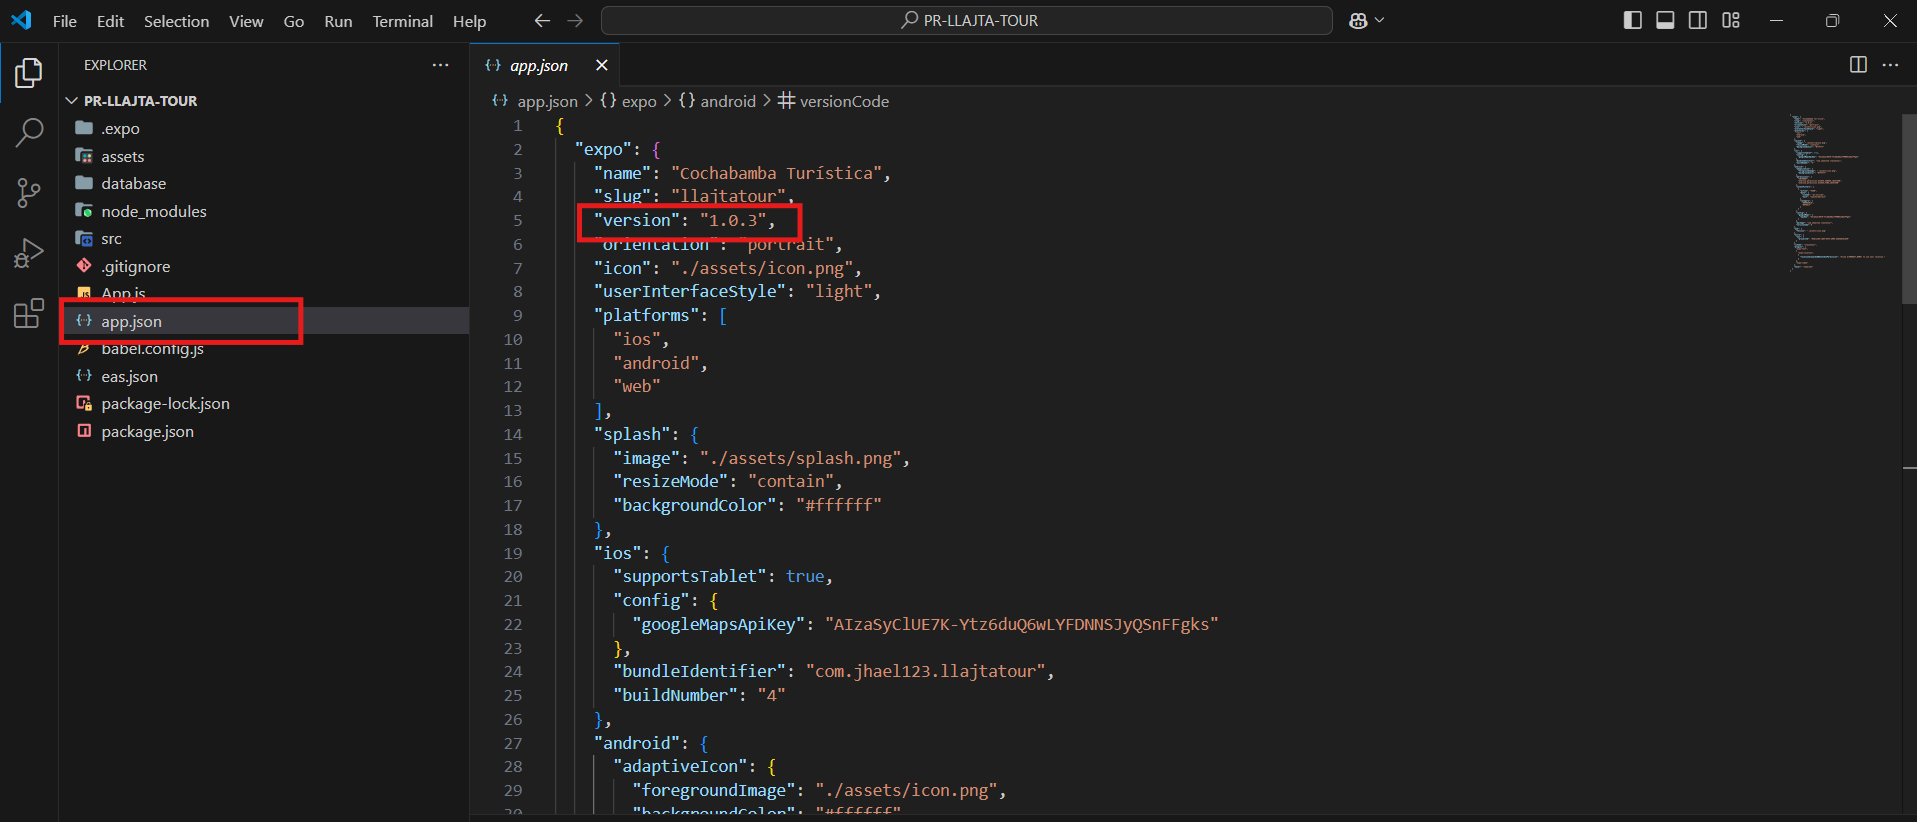 File Edit Selection View Go Run Terminal Help
PR-LLAJTA-TOUR
EXPLORER
PR-LLAJTA-TOUR
.expo
assets
database
node_modules
src
.gitignore
App.js
app.json
babel.config.js
eas.json
package-lock.json
package.json
app.json
app.json > {} expo > {} android > # versionCode
1 {
2 "expo": {
3 "name": "Cochabamba Turística",
4 "slug": "llajtatour",
5 "version": "1.0.3",
6 "orientation": "portrait",
7 "icon": "./assets/icon.png",
8 "userInterfaceStyle": "light",
9 "platforms": [
10 "ios",
11 "android",
12 "web"
13 ],
14 "splash": {
15 "image": "./assets/splash.png",
16 "resizeMode": "contain",
17 "backgroundColor": "#ffffff"
18 },
19 "ios": {
20 "supportsTablet": true,
21 "config": {
22 "googleMapsApiKey": "AIzaSyClUE7K-Ytz6duQ6wLYFDNNSJyQSnFFgks"
23 },
24 "bundleIdentifier": "com.jhael123.llajtatour",
25 "buildNumber": "4"
26 },
27 "android": {
28 "adaptiveIcon": {
29 "foregroundImage": "./assets/icon.png",
30 "backgroundColor": "#ffffff"